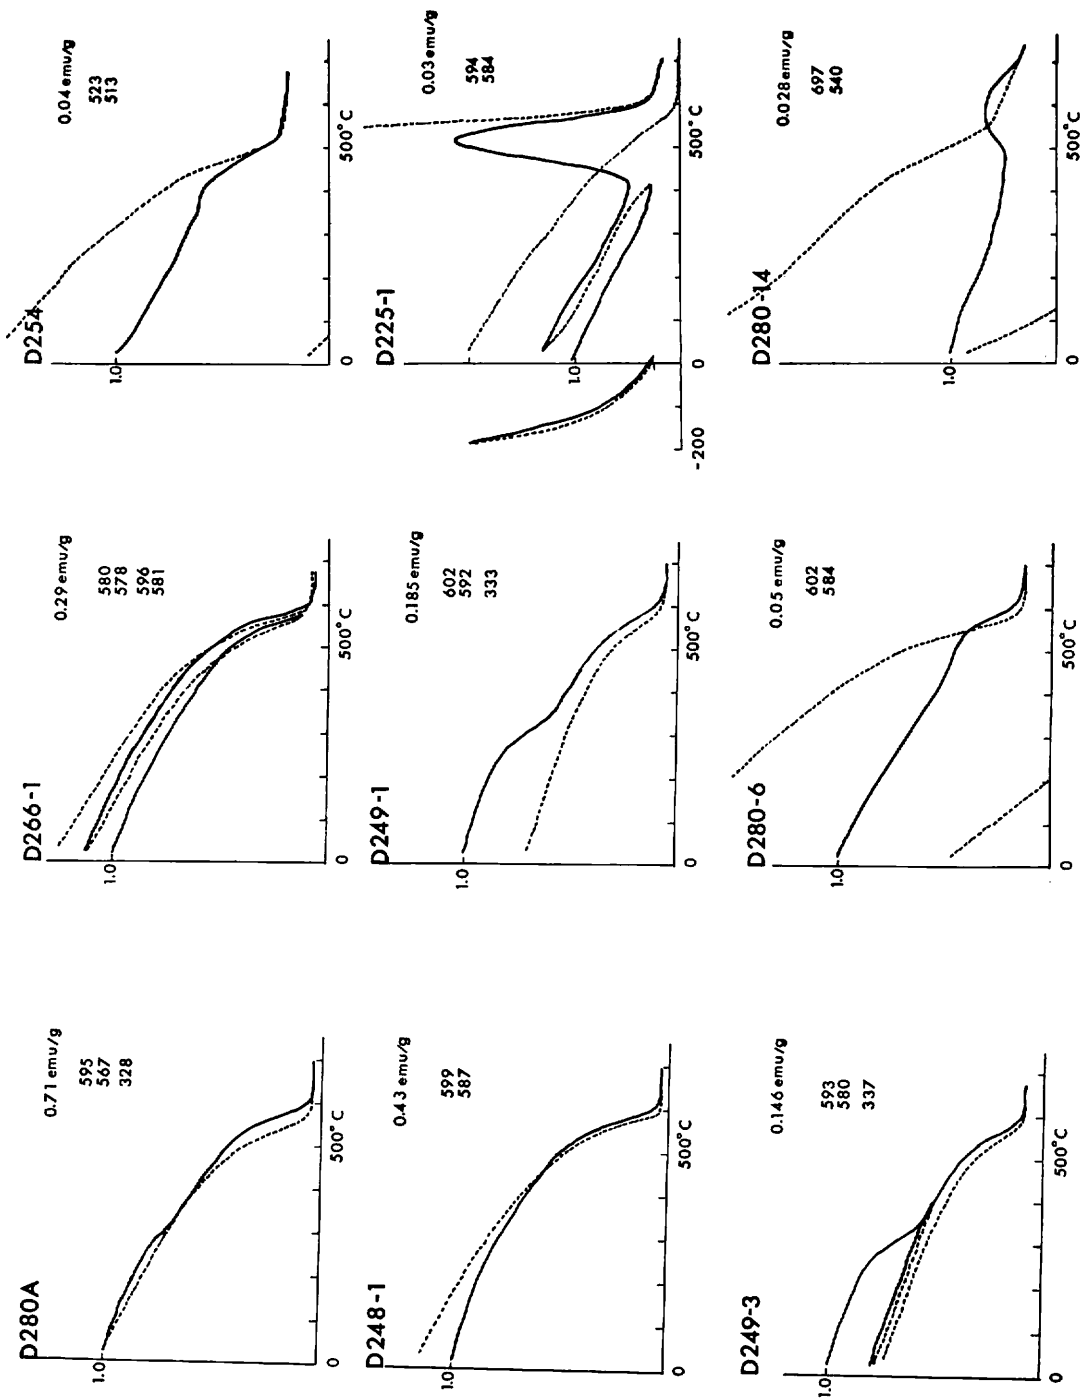 D280A
0.71 emu/g
595
567
328
1.0
0
500°C
D266-1
0.29 emu/g
580
578
596
581
1.0
0
500°C
D254
0.04 emu/g
523
513
1.0
0
500°C
D248-1
0.43 emu/g
599
587
1.0
0
500°C
D249-1
0.185 emu/g
602
592
333
1.0
0
500°C
D225-1
0.03 emu/g
594
584
1.0
-200
0
500°C
D249-3
0.146 emu/g
593
580
337
1.0
0
500°C
D280-6
0.05 emu/g
602
584
1.0
0
500°C
D280-14
0.028 emu/g
697
540
1.0
0
500°C